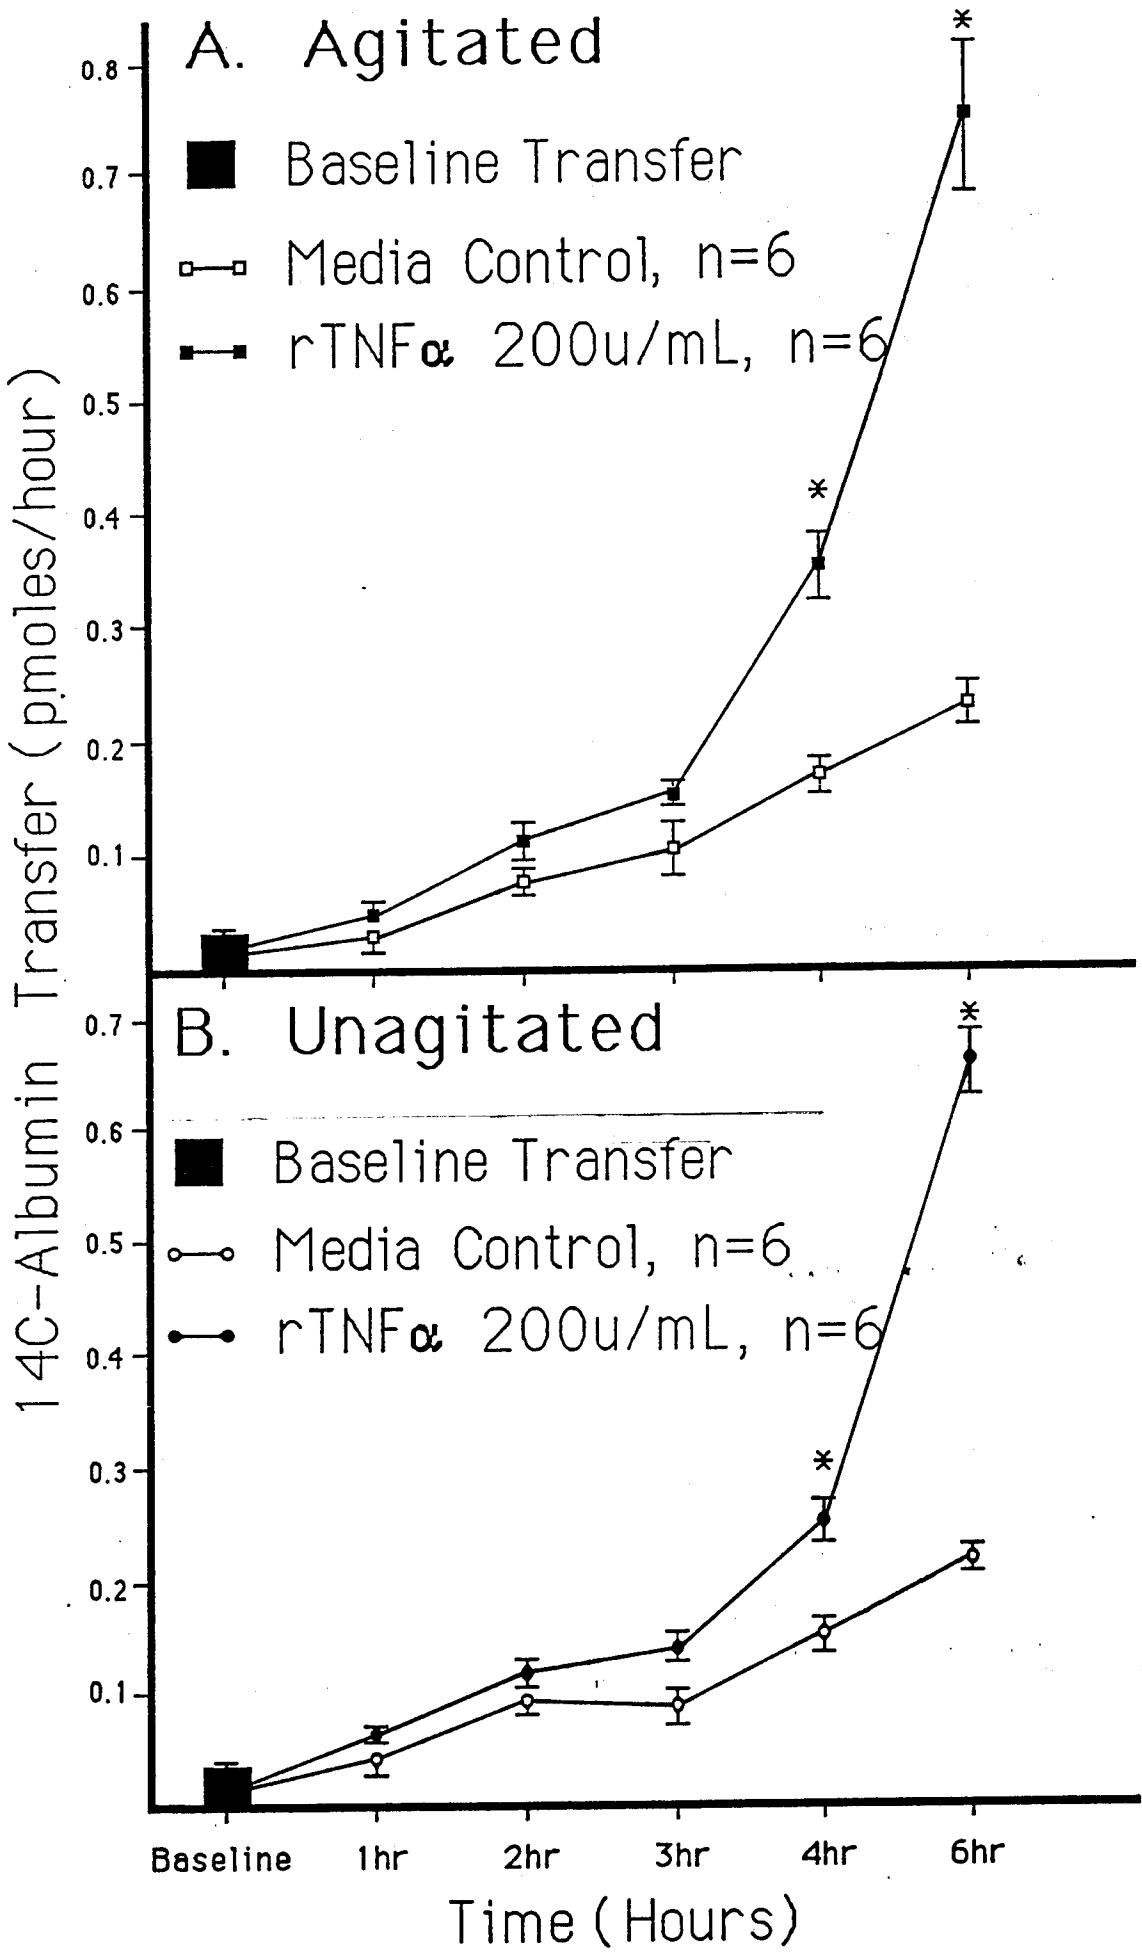 14C-Albumin Transfer (pmoles/hour)
*
A. Agitated
0.8
Baseline Transfer
0.7
Media Control, n=6
0.6
rTNFα 200u/mL, n=6
0.5
*
0.4
0.3
0.2
0.1
*
B. Unagitated
0.7
0.6
Baseline Transfer
Media Control, n=6
0.5
rTNFα 200u/mL, n=6
0.4
*
0.3
0.2
0.1
Baseline 1hr 2hr 3hr 4hr 6hr
Time (Hours)